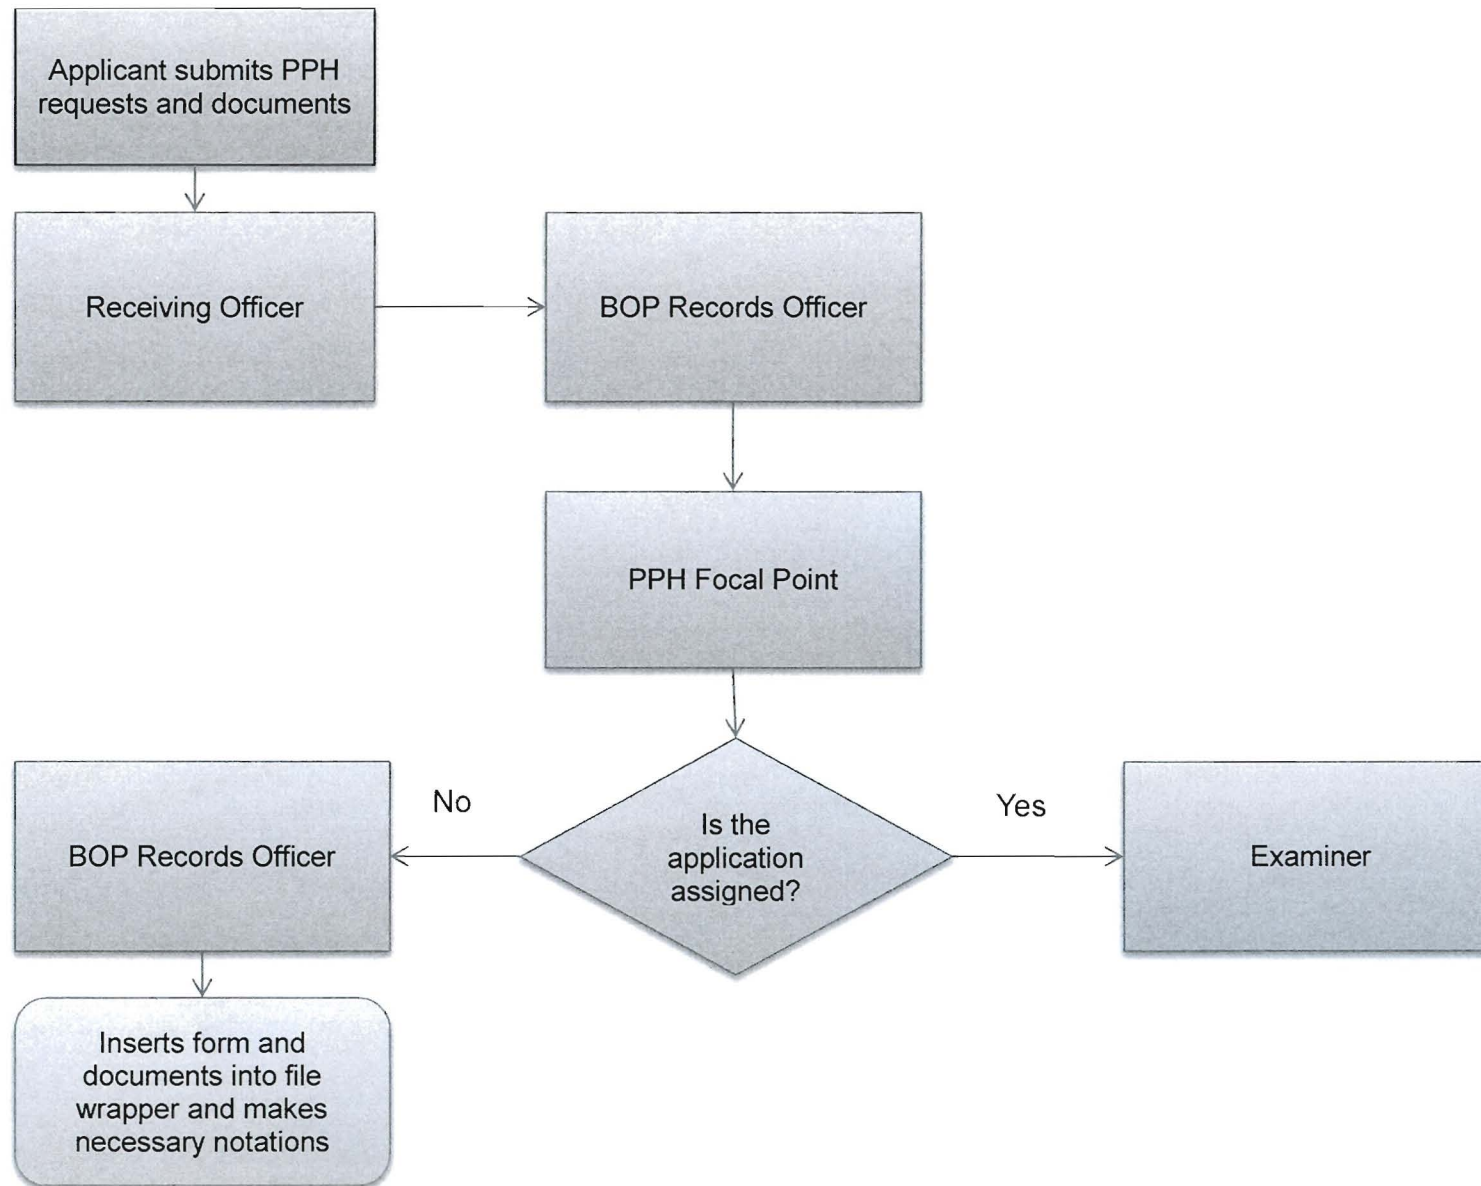 Applicant submits PPH
requests and documents
Receiving Officer
BOP Records Officer
PPH Focal Point
No
Yes
BOP Records Officer
Is the
application
assigned?
Examiner
Inserts form and
documents into file
wrapper and makes
necessary notations